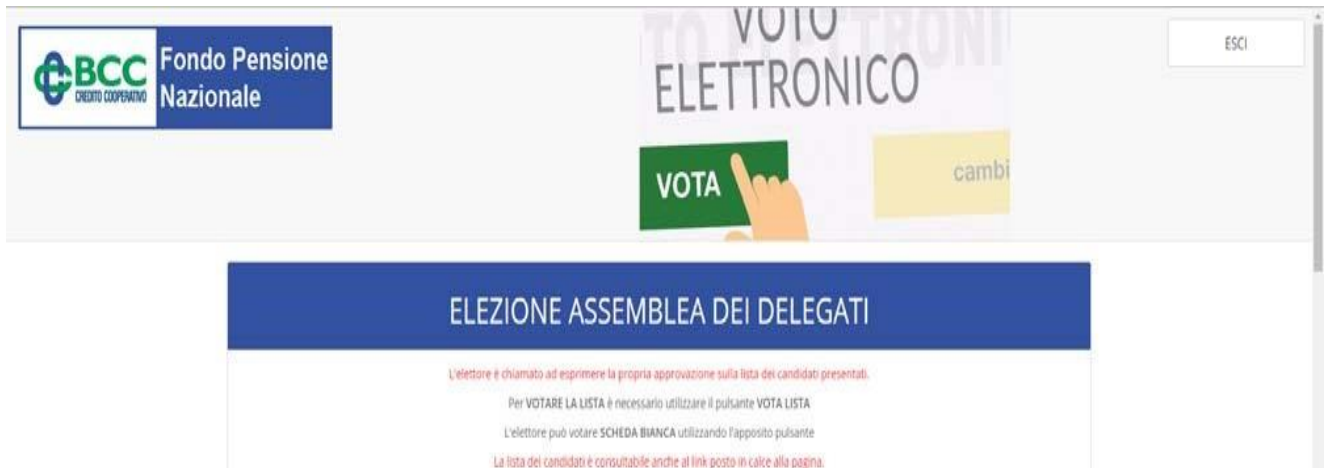 BCC
CREDITO COOPERATIVO
Fondo Pensione
Nazionale
VOTO
ELETTRONICO
VOTA
cambi
ESCI
ELEZIONE ASSEMBLEA DEI DELEGATI
L'elettore è chiamato ad esprimere la propria approvazione sulla lista dei candidati presentati.
Per VOTARE LA LISTA è necessario utilizzare il pulsante VOTA LISTA
L'elettore può votare SCHEDA BIANCA utilizzando l'apposito pulsante
La lista dei candidati è consultabile anche al link posto in calce alla pagina.